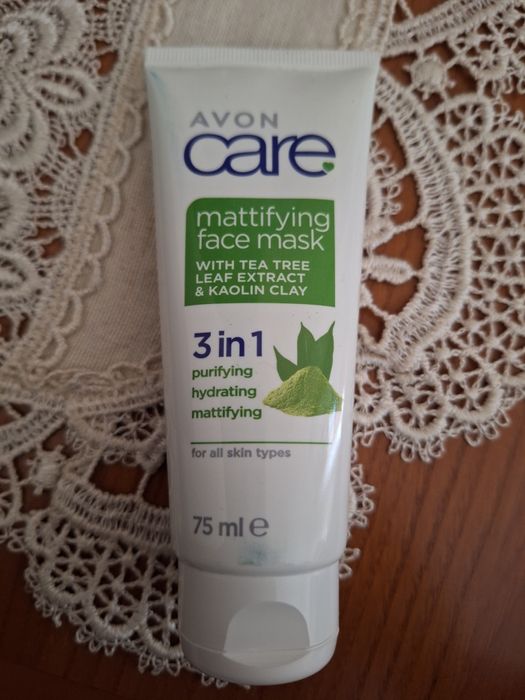 AVON
care
mattifying
face mask
WITH TEA TREE
LEAF EXTRACT
& KAOLIN CLAY
3 in 1
purifying
hydrating
mattifying
for all skin types
75 ml ℮